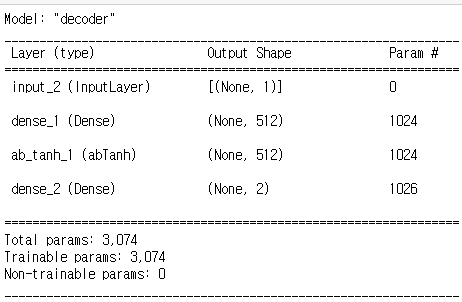 Model: "decoder"
Layer (type) Output Shape Param #
input_2 (InputLayer) [(None, 1)] 0
dense_1 (Dense) (None, 512) 1024
ab_tanh_1 (abTanh) (None, 512) 1024
dense_2 (Dense) (None, 2) 1026
Total params: 3,074
Trainable params: 3,074
Non-trainable params: 0